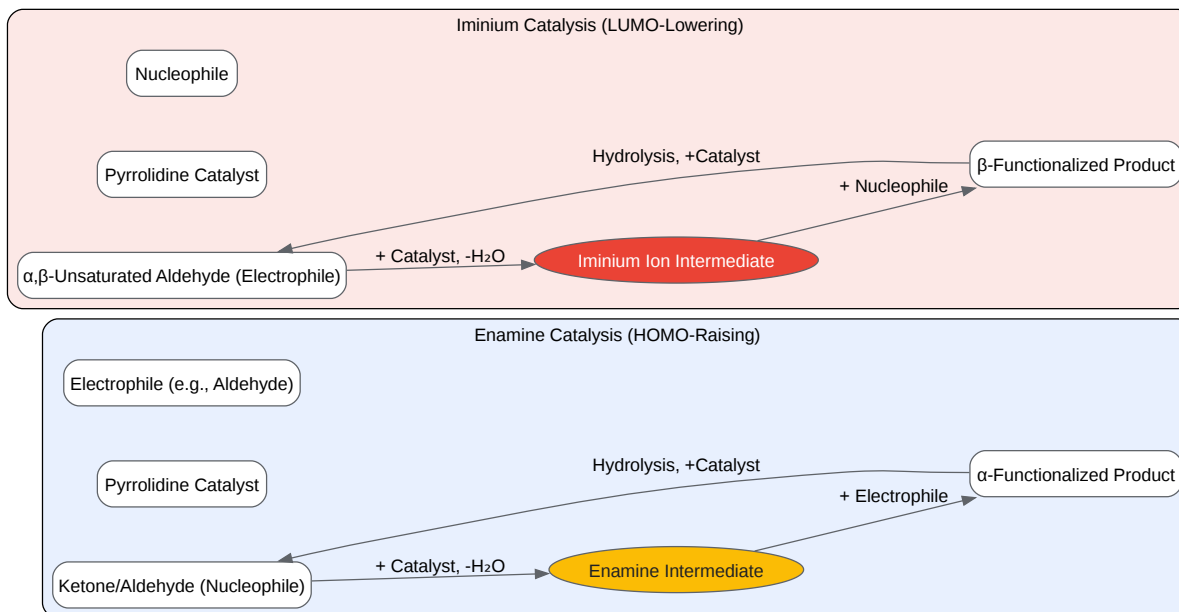 Iminium Catalysis (LUMO-Lowering)
Nucleophile
Pyrrolidine Catalyst
Hydrolysis, +Catalyst
β-Functionalized Product
+ Nucleophile
α,β-Unsaturated Aldehyde (Electrophile)
+ Catalyst, -H₂O
Iminium Ion Intermediate
Enamine Catalysis (HOMO-Raising)
Electrophile (e.g., Aldehyde)
Pyrrolidine Catalyst
Hydrolysis, +Catalyst
α-Functionalized Product
+ Electrophile
Ketone/Aldehyde (Nucleophile)
+ Catalyst, -H₂O
Enamine Intermediate